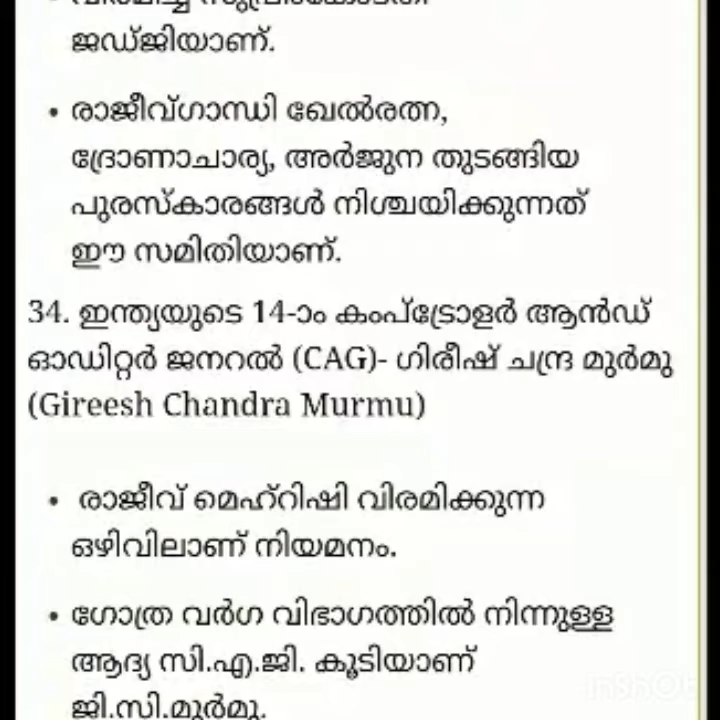 ജഡ്ജിയാണ്.
• രാജീവ്ഗാന്ധി ഖേൽരത്ന,
ദ്രോണാചാര്യ, അർജുന തുടങ്ങിയ
പുരസ്കാരങ്ങൾ നിശ്ചയിക്കുന്നത്
ഈ സമിതിയാണ്.
34. ഇന്ത്യയുടെ 14-ാം കംപ്ട്രോളർ ആൻഡ്
ഓഡിറ്റർ ജനറൽ (CAG)- ഗിരീഷ് ചന്ദ്ര മുർമു
(Gireesh Chandra Murmu)
• രാജീവ് മെഹ്റിഷി വിരമിക്കുന്ന
ഒഴിവിലാണ് നിയമനം.
• ഗോത്ര വർഗ വിഭാഗത്തിൽ നിന്നുള്ള
ആദ്യ സി.എ.ജി. കൂടിയാണ്
ജി.സി.മുർമു.